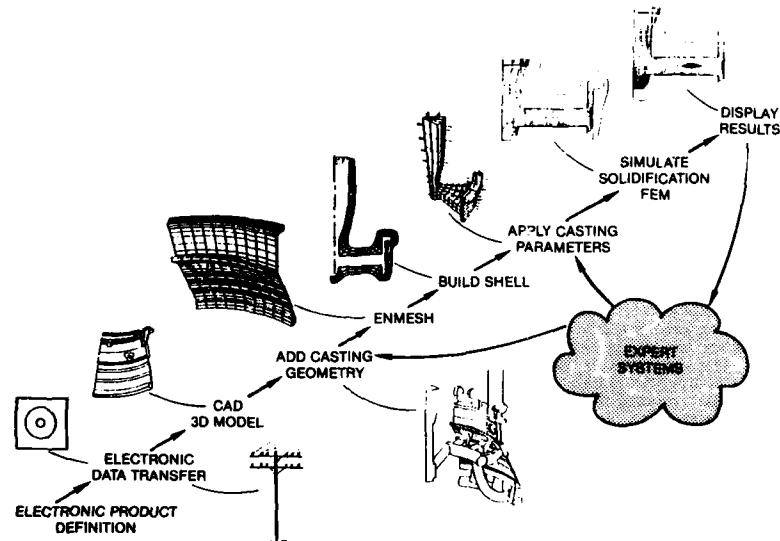 DISPLAY
RESULTS
SIMULATE
SOLIDIFICATION
FEM
APPLY CASTING
PARAMETERS
BUILD SHELL
ENMESH
EXPERT
SYSTEMS
ADD CASTING
GEOMETRY
CAD
3D MODEL
ELECTRONIC
DATA TRANSFER
ELECTRONIC PRODUCT
DEFINITION